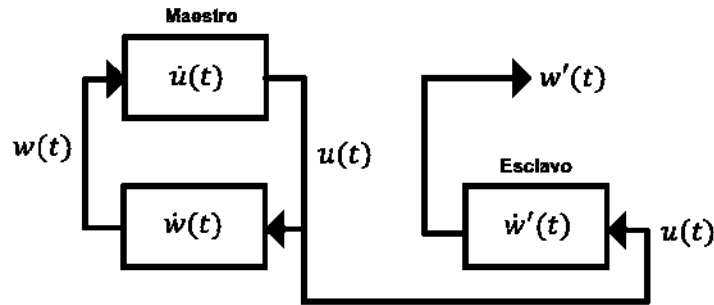 Maestro
u̇(t)
w'(t)
w(t)
u(t)
Esclavo
ẇ(t)
ẇ'(t)
u(t)